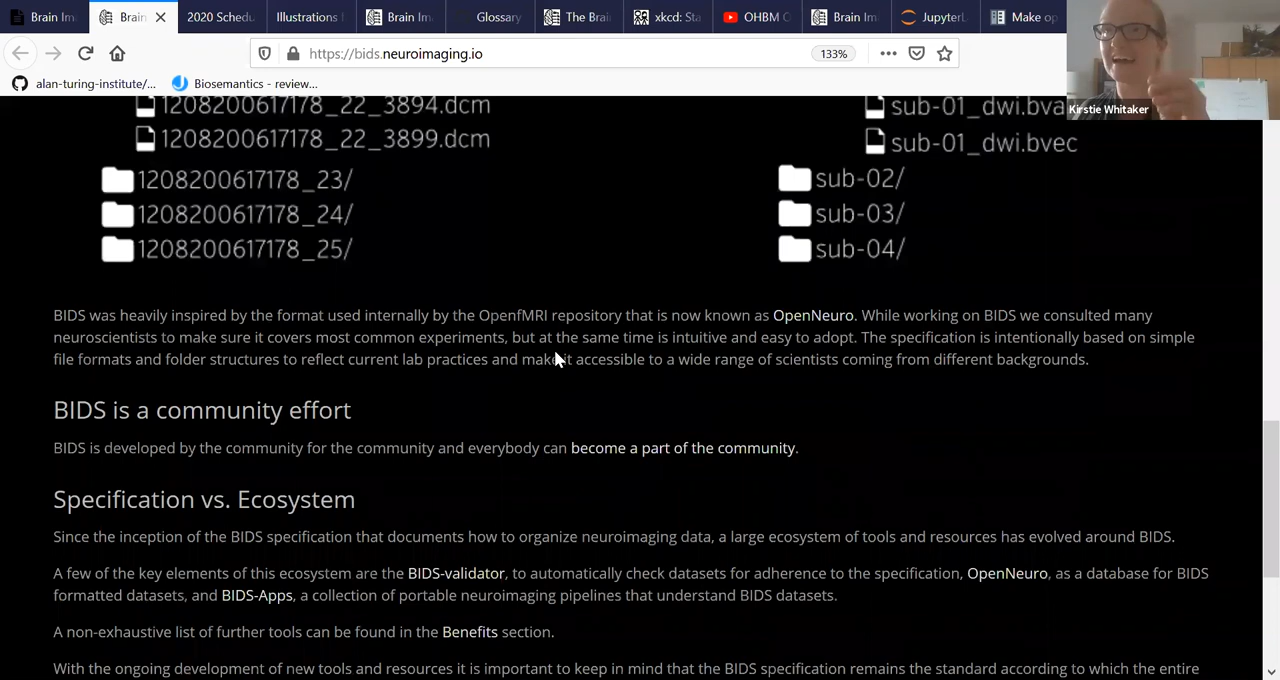 Brain Im
Brain
2020 Schedu
Illustrations
Brain Im
Glossary
The Brai
xkcd: Sta
OHBM O
Brain Im
JupyterL
Make op
https://bids.neuroimaging.io
133%
alan-turing-institute/...
Biosemantics - review...
Kirstie Whitaker
1208200617178_22_3894.dcm
1208200617178_22_3899.dcm
1208200617178_23/
1208200617178_24/
1208200617178_25/
sub-01_dwi.bva
sub-01_dwi.bvec
sub-02/
sub-03/
sub-04/
BIDS was heavily inspired by the format used internally by the OpenfMRI repository that is now known as OpenNeuro. While working on BIDS we consulted many
neuroscientists to make sure it covers most common experiments, but at the same time is intuitive and easy to adopt. The specification is intentionally based on simple
file formats and folder structures to reflect current lab practices and make it accessible to a wide range of scientists coming from different backgrounds.
BIDS is a community effort
BIDS is developed by the community for the community and everybody can become a part of the community.
Specification vs. Ecosystem
Since the inception of the BIDS specification that documents how to organize neuroimaging data, a large ecosystem of tools and resources has evolved around BIDS.
A few of the key elements of this ecosystem are the BIDS-validator, to automatically check datasets for adherence to the specification, OpenNeuro, as a database for BIDS
formatted datasets, and BIDS-Apps, a collection of portable neuroimaging pipelines that understand BIDS datasets.
A non-exhaustive list of further tools can be found in the Benefits section.
With the ongoing development of new tools and resources it is important to keep in mind that the BIDS specification remains the standard according to which the entire